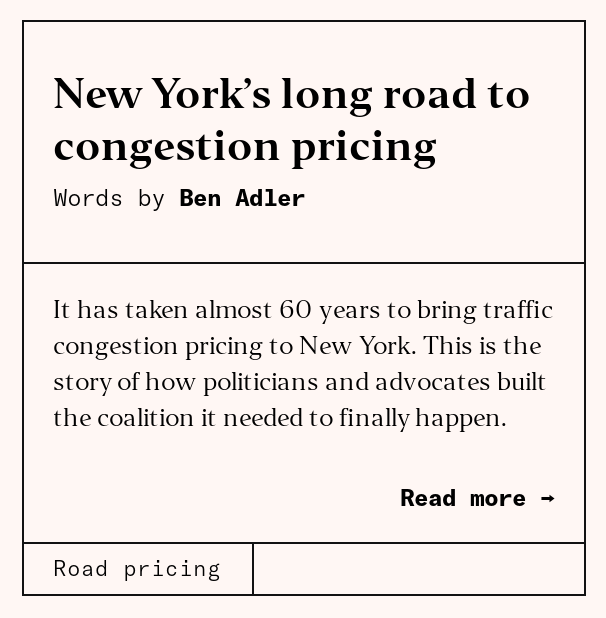 New York’s long road to
congestion pricing
Words by Ben Adler
It has taken almost 60 years to bring traffic
congestion pricing to New York. This is the
story of how politicians and advocates built
the coalition it needed to finally happen.
Read more →
Road pricing